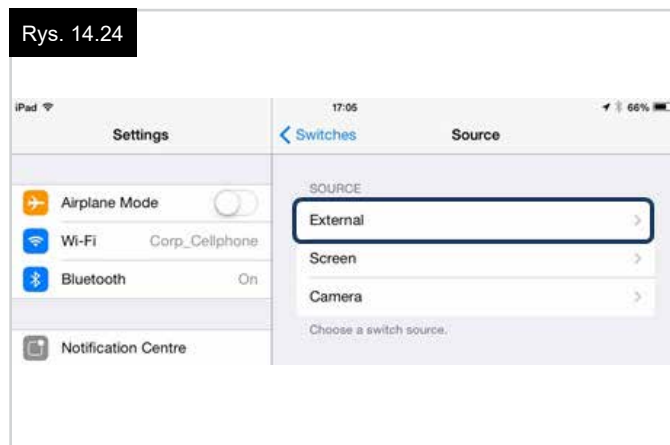 Rys. 14.24
iPad 17:05 66%
Settings
Switches Source
Airplane Mode
Wi-Fi Corp_Cellphone
Bluetooth On
Notification Centre
SOURCE
External
Screen
Camera
Choose a switch source.